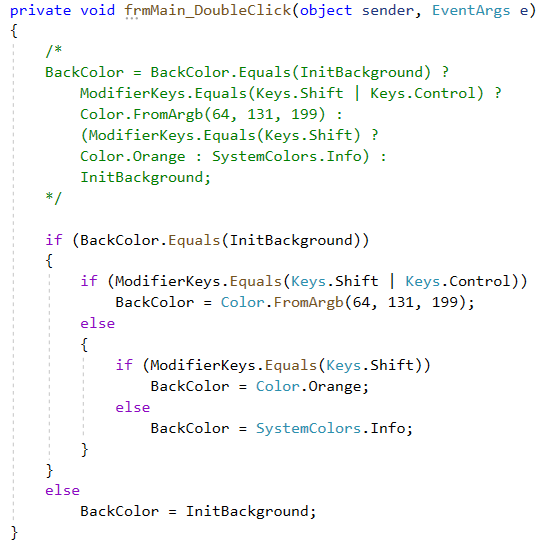 private void frmMain_DoubleClick(object sender, EventArgs e)
{
    /*
    BackColor = BackColor.Equals(InitBackground) ?
        ModifierKeys.Equals(Keys.Shift | Keys.Control) ?
        Color.FromArgb(64, 131, 199) :
        (ModifierKeys.Equals(Keys.Shift) ?
        Color.Orange : SystemColors.Info) :
        InitBackground;
    */

    if (BackColor.Equals(InitBackground))
    {
        if (ModifierKeys.Equals(Keys.Shift | Keys.Control))
            BackColor = Color.FromArgb(64, 131, 199);
        else
        {
            if (ModifierKeys.Equals(Keys.Shift))
                BackColor = Color.Orange;
            else
                BackColor = SystemColors.Info;
        }
    }
    else
        BackColor = InitBackground;
}